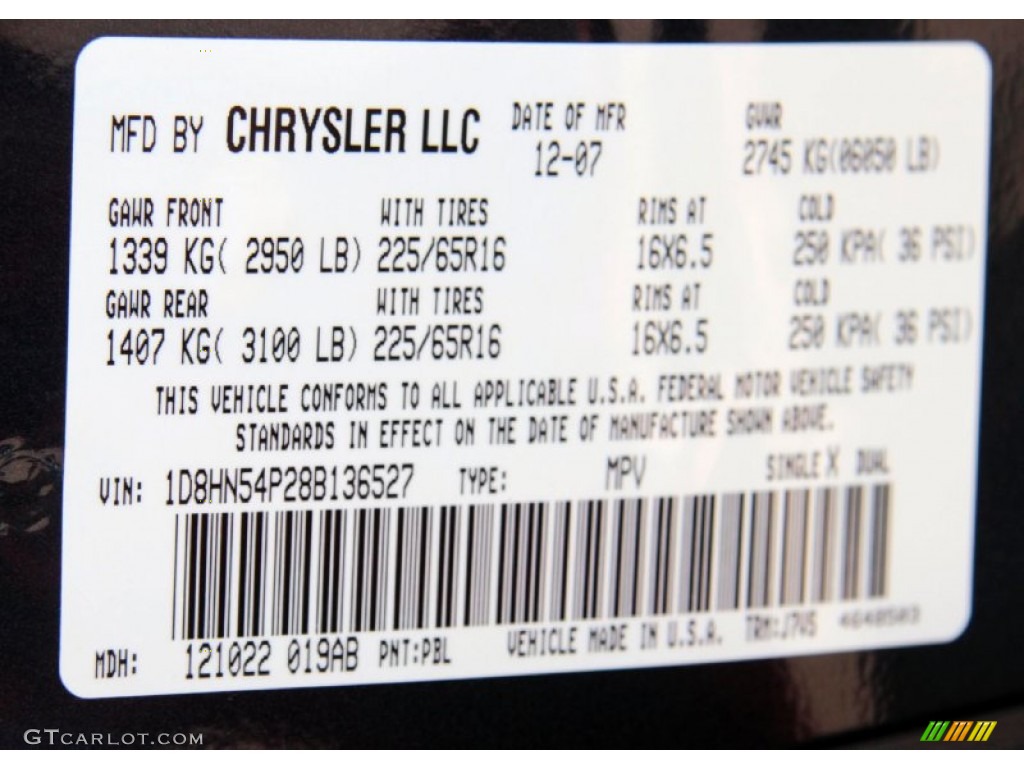 MFD BY CHRYSLER LLC DATE OF MFR GVWR
12-07 2745 KG(06050 LB)
GAWR FRONT WITH TIRES RIMS AT COLD
1339 KG( 2950 LB) 225/65R16 16X6.5 250 KPA( 36 PSI)
GAWR REAR WITH TIRES RIMS AT COLD
1407 KG( 3100 LB) 225/65R16 16X6.5 250 KPA( 36 PSI)
THIS VEHICLE CONFORMS TO ALL APPLICABLE U.S.A. FEDERAL MOTOR VEHICLE SAFETY
STANDARDS IN EFFECT ON THE DATE OF MANUFACTURE SHOWN ABOVE.
VIN: 1D8HN54P28B136527 TYPE: MPV SINGLE X DUAL
MDH: 121022 019AB PNT:PBL VEHICLE MADE IN U.S.A. TRM:J7V5
GTCARLOT.COM